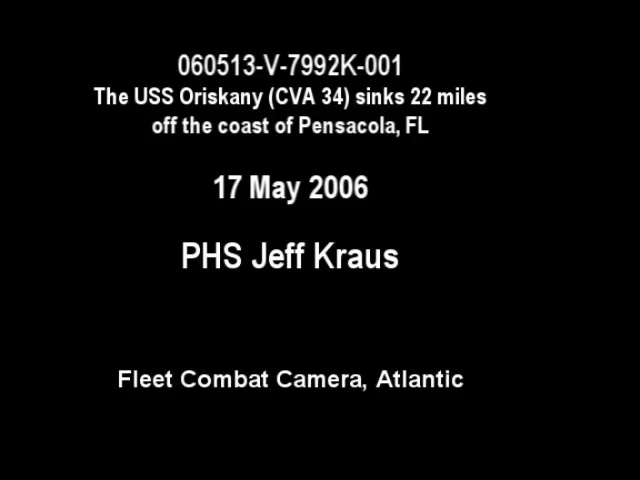 060513-V-7992K-001
The USS Oriskany (CVA 34) sinks 22 miles
off the coast of Pensacola, FL
17 May 2006
PHS Jeff Kraus
Fleet Combat Camera, Atlantic